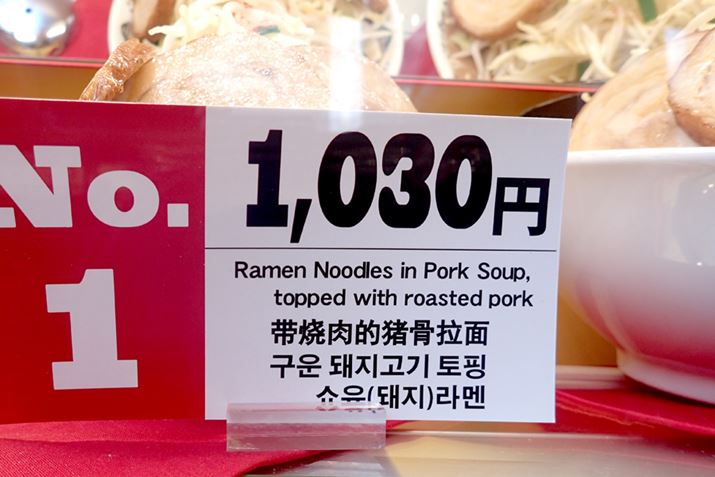 No.
1
1,030円
Ramen Noodles in Pork Soup,
topped with roasted pork
带烧肉的猪骨拉面
구운 돼지고기 토핑
쇼유(돼지)라멘